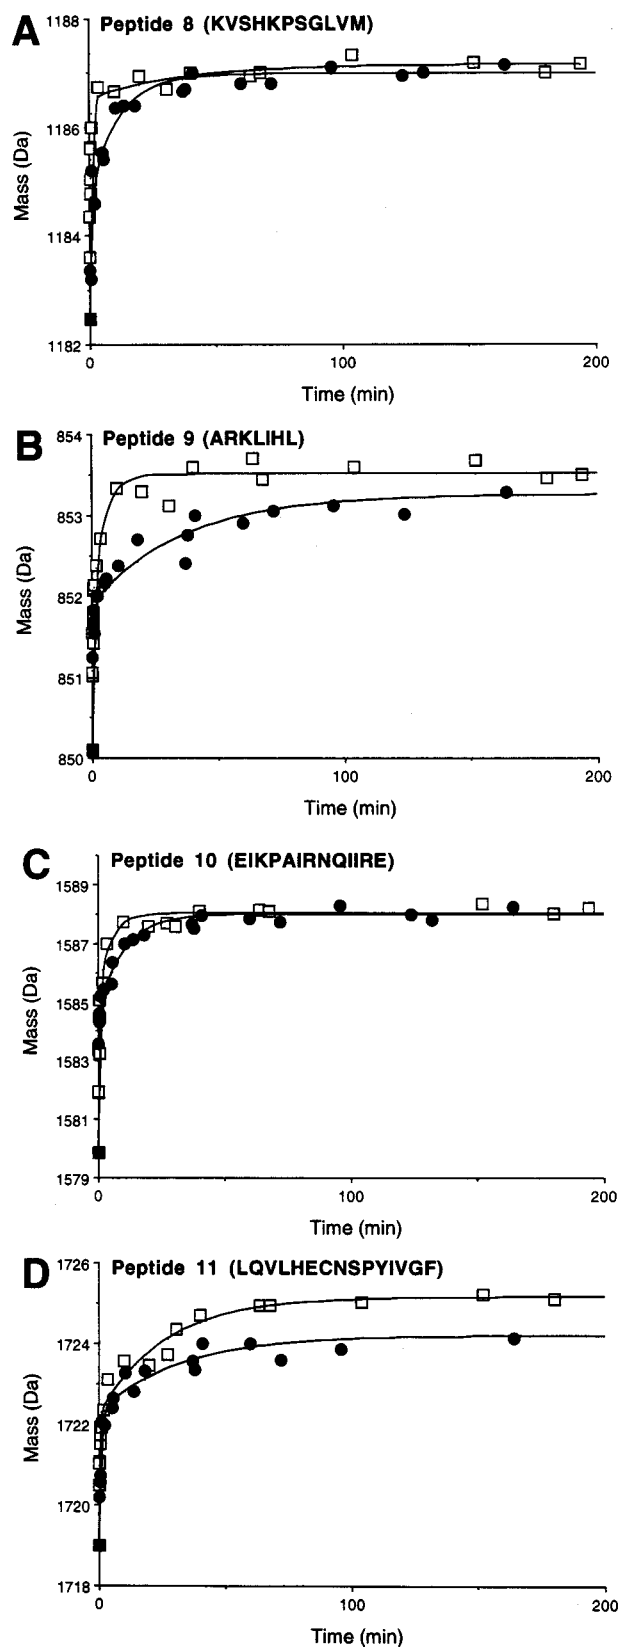 A Peptide 8 (KVSHKPSGLVM)
1188
1186
1184
1182
Mass (Da)
0 100 200
Time (min)
B Peptide 9 (ARKLIHL)
854
853
852
851
850
Mass (Da)
0 100 200
Time (min)
C Peptide 10 (EIKPAIRNQIIRE)
1589
1587
1585
1583
1581
1579
Mass (Da)
0 100 200
Time (min)
D Peptide 11 (LQVLHECNSPYIVGF)
1726
1724
1722
1720
1718
Mass (Da)
0 100 200
Time (min)